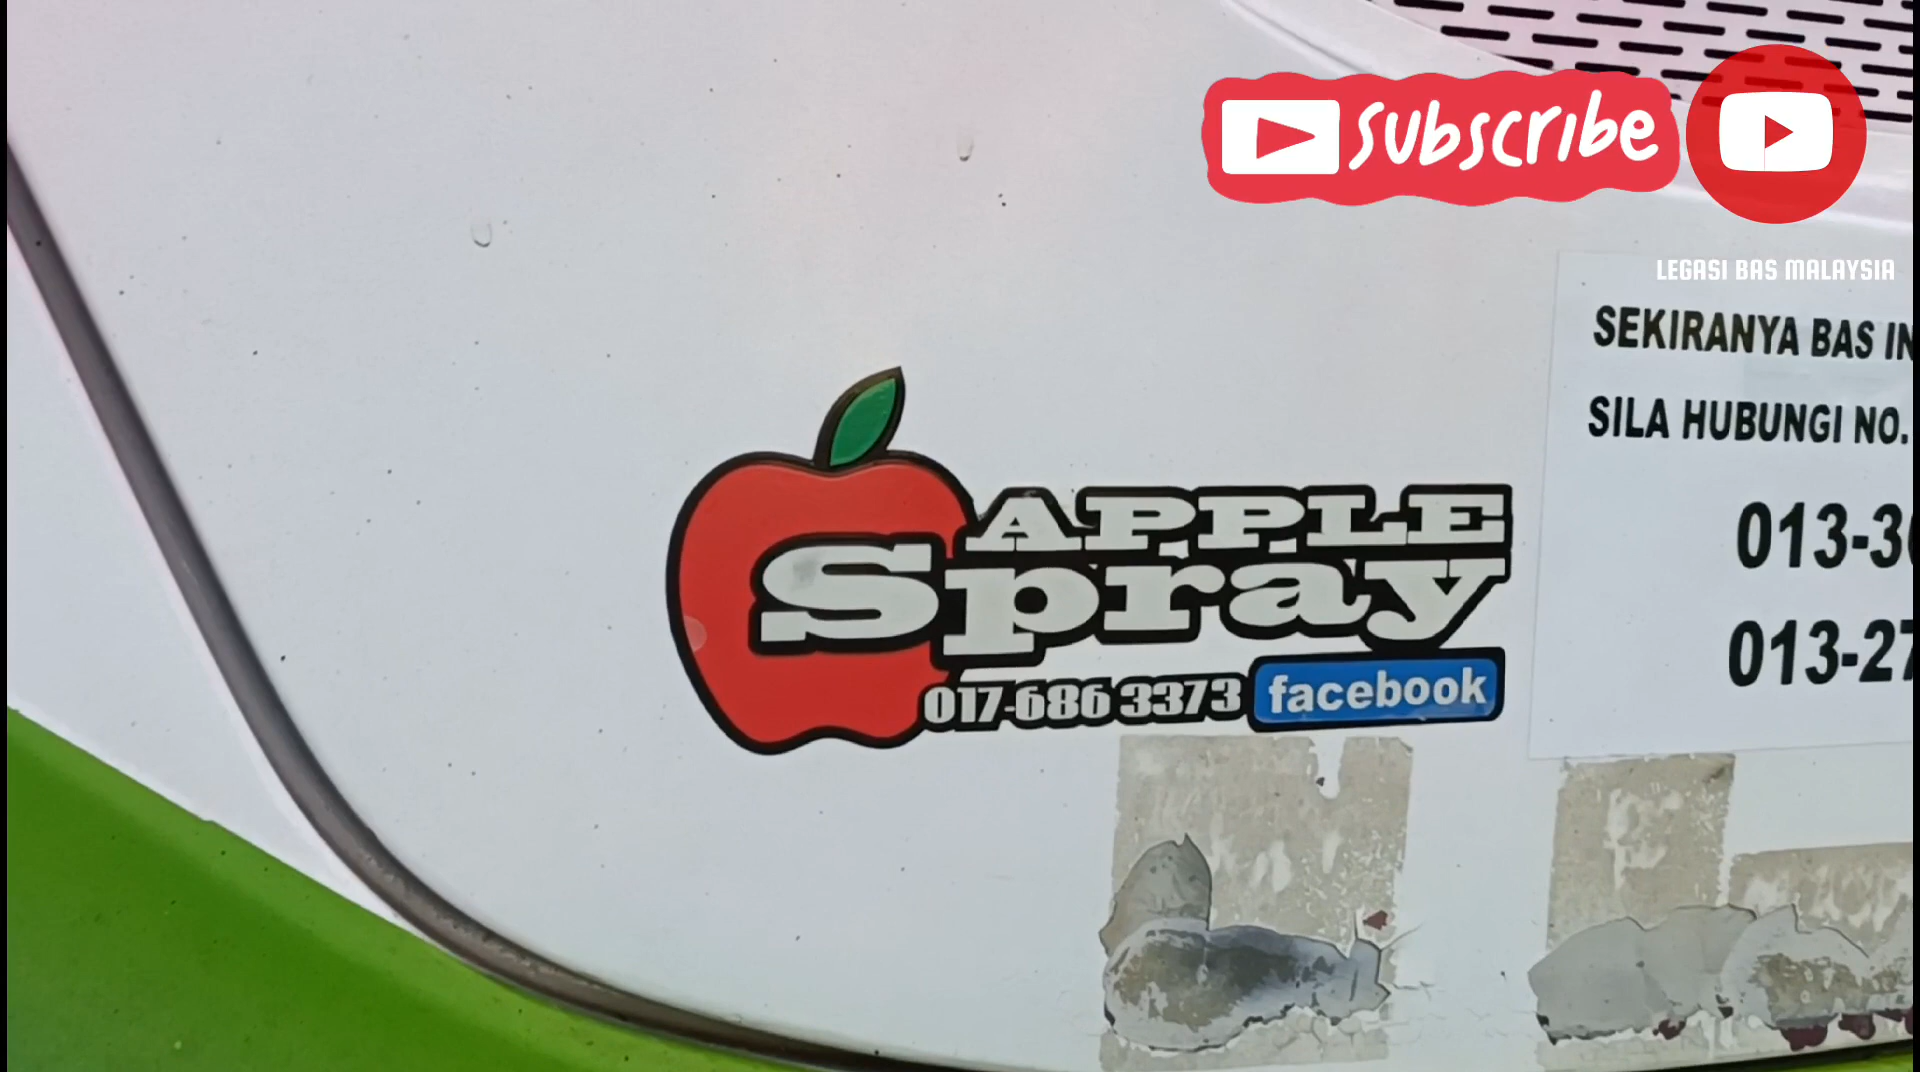 Subscribe
LEGASI BAS MALAYSIA
SEKIRANYA BAS
SILA HUBUNGI NO.
013-3
013-27
APPLE
Spray
017-686 3373 facebook